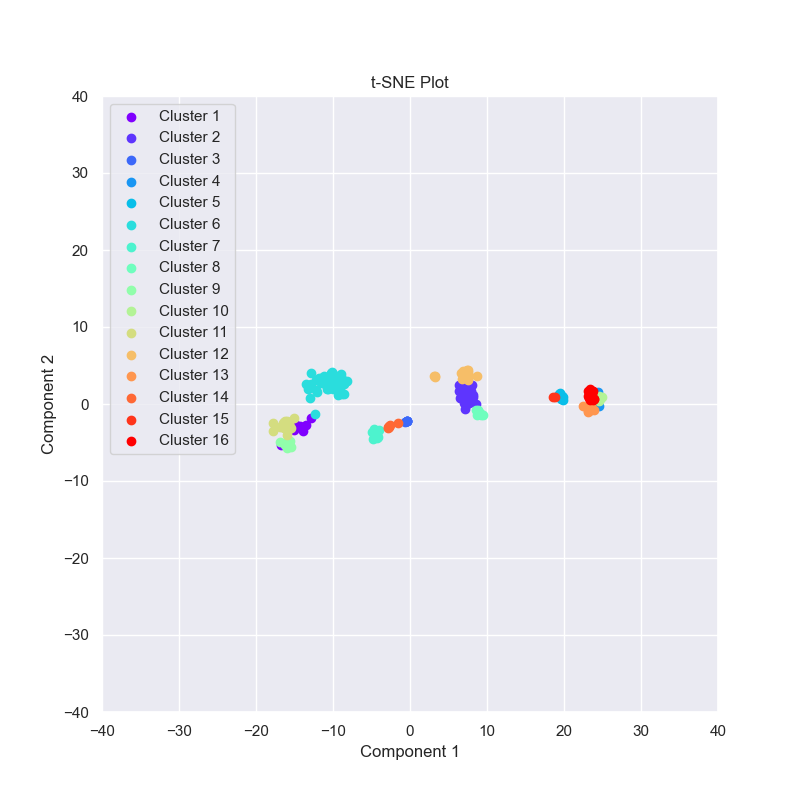 t-SNE Plot
40
30
20
10
0
−10
−20
−30
−40
Component 2
Cluster 1
Cluster 2
Cluster 3
Cluster 4
Cluster 5
Cluster 6
Cluster 7
Cluster 8
Cluster 9
Cluster 10
Cluster 11
Cluster 12
Cluster 13
Cluster 14
Cluster 15
Cluster 16
−40 −30 −20 −10 0 10 20 30 40
Component 1